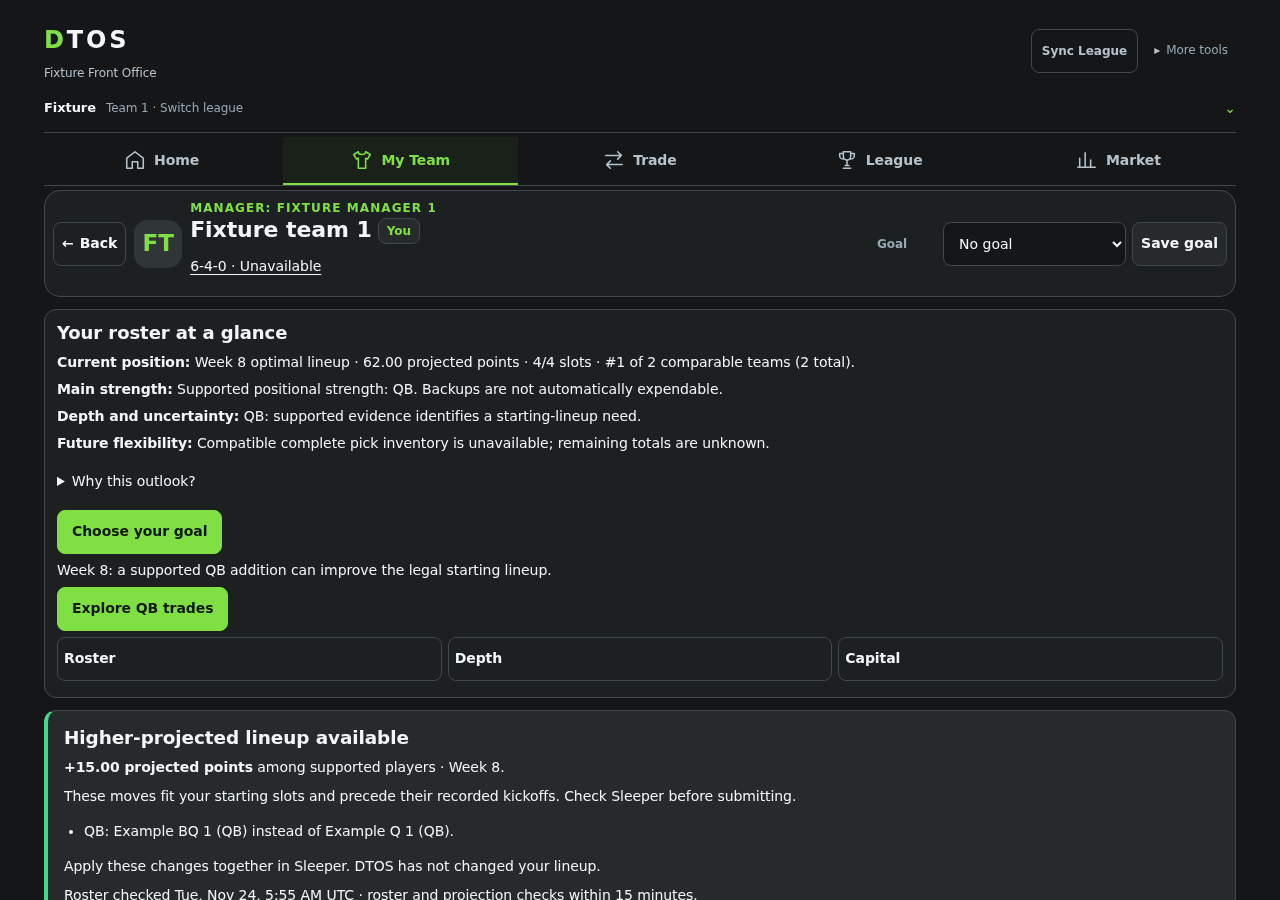 DTOS
Fixture Front Office
Sync League
▸ More tools
Fixture Team 1 · Switch league
Home
My Team
Trade
League
Market
← Back
FT
MANAGER: FIXTURE MANAGER 1
Fixture team 1 You
6-4-0 · Unavailable
Goal
No goal
Save goal
Your roster at a glance
Current position: Week 8 optimal lineup · 62.00 projected points · 4/4 slots · #1 of 2 comparable teams (2 total).
Main strength: Supported positional strength: QB. Backups are not automatically expendable.
Depth and uncertainty: QB: supported evidence identifies a starting-lineup need.
Future flexibility: Compatible complete pick inventory is unavailable; remaining totals are unknown.
▶ Why this outlook?
Choose your goal
Week 8: a supported QB addition can improve the legal starting lineup.
Explore QB trades
Roster
Depth
Capital
Higher-projected lineup available
+15.00 projected points among supported players · Week 8.
These moves fit your starting slots and precede their recorded kickoffs. Check Sleeper before submitting.
• QB: Example BQ 1 (QB) instead of Example Q 1 (QB).
Apply these changes together in Sleeper. DTOS has not changed your lineup.
Roster checked Tue, Nov 24, 5:55 AM UTC · roster and projection checks within 15 minutes.